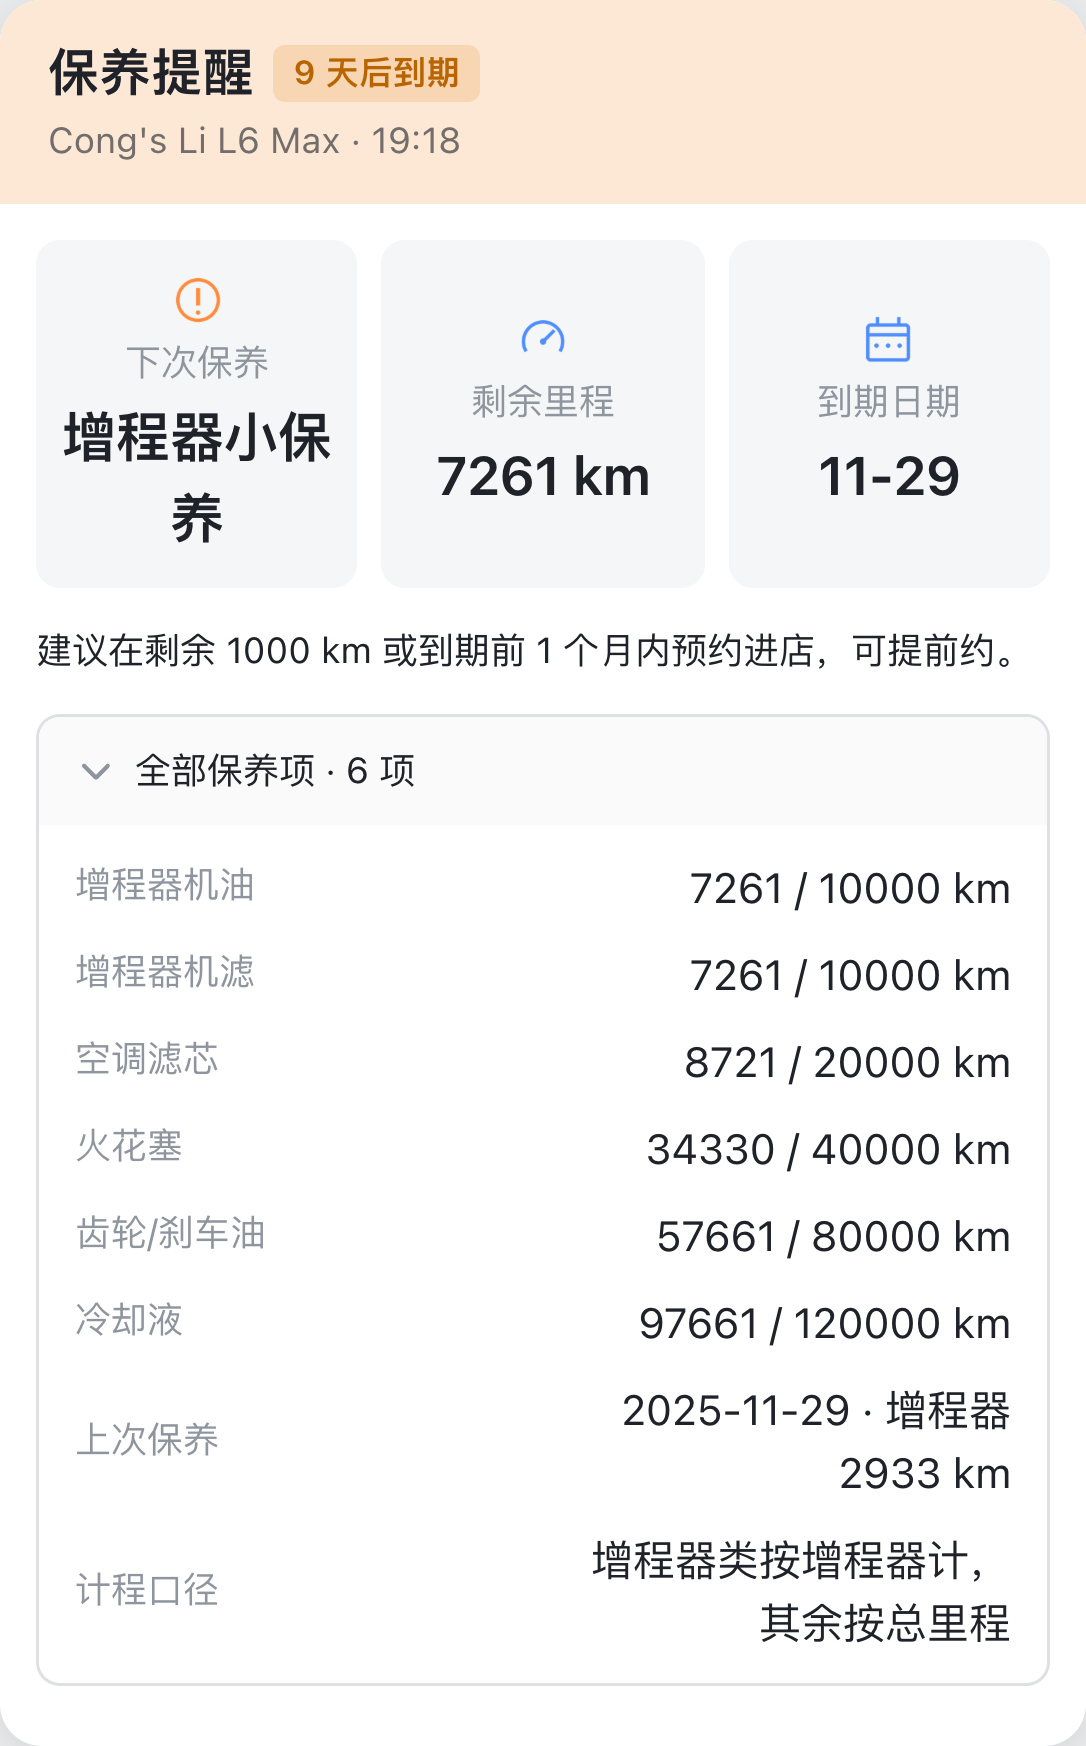 保养提醒 9 天后到期
Cong's Li L6 Max · 19:18
下次保养
增程器小保
养
剩余里程
7261 km
到期日期
11-29
建议在剩余 1000 km 或到期前 1 个月内预约进店，可提前约。
全部保养项 · 6 项
增程器机油 7261 / 10000 km
增程器机滤 7261 / 10000 km
空调滤芯 8721 / 20000 km
火花塞 34330 / 40000 km
齿轮/刹车油 57661 / 80000 km
冷却液 97661 / 120000 km
上次保养 2025-11-29 · 增程器
2933 km
计程口径 增程器类按增程器计，
其余按总里程